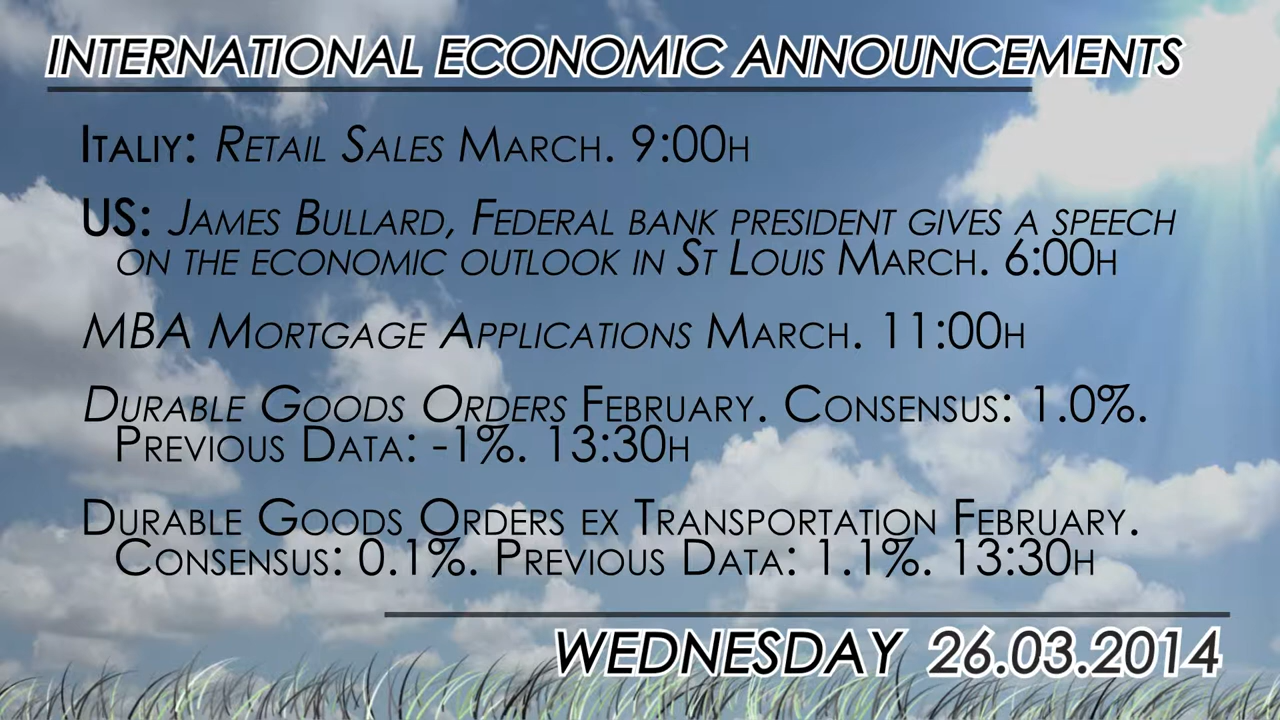 INTERNATIONAL ECONOMIC ANNOUNCEMENTS
ITALIY: RETAIL SALES MARCH. 9:00H
US: JAMES BULLARD, FEDERAL BANK PRESIDENT GIVES A SPEECH
ON THE ECONOMIC OUTLOOK IN ST LOUIS MARCH. 6:00H
MBA MORTGAGE APPLICATIONS MARCH. 11:00H
DURABLE GOODS ORDERS FEBRUARY. CONSENSUS: 1.0%.
PREVIOUS DATA: -1%. 13:30H
DURABLE GOODS ORDERS EX TRANSPORTATION FEBRUARY.
CONSENSUS: 0.1%. PREVIOUS DATA: 1.1%. 13:30H
WEDNESDAY 26.03.2014